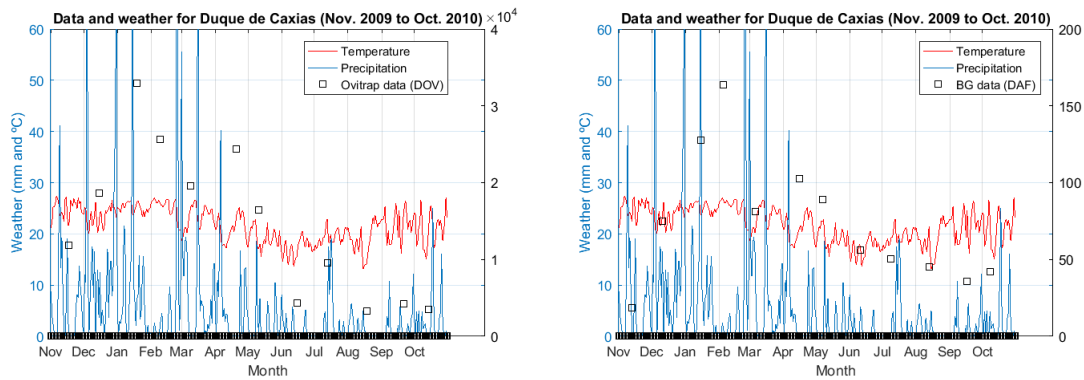 Data and weather for Duque de Caxias (Nov. 2009 to Oct. 2010)
×10^4
Weather (mm and ºC)
60
50
40
30
20
10
0
4
3
2
1
0
Temperature
Precipitation
Ovitrap data (DOV)
Nov Dec Jan Feb Mar Apr May Jun Jul Aug Sep Oct
Month
Data and weather for Duque de Caxias (Nov. 2009 to Oct. 2010)
Weather (mm and ºC)
60
50
40
30
20
10
0
200
150
100
50
0
Temperature
Precipitation
BG data (DAF)
Nov Dec Jan Feb Mar Apr May Jun Jul Aug Sep Oct
Month